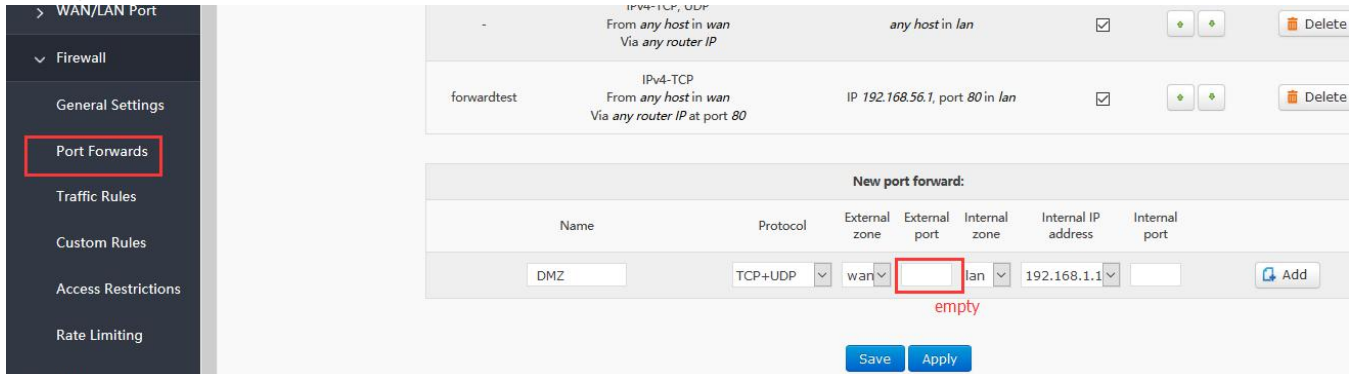 WAN/LAN Port
Firewall
General Settings
Port Forwards
Traffic Rules
Custom Rules
Access Restrictions
Rate Limiting
-
IPv4-TCP, UDP
From any host in wan
Via any router IP
any host in lan
Delete
forwardtest
IPv4-TCP
From any host in wan
Via any router IP at port 80
IP 192.168.56.1, port 80 in lan
Delete
New port forward:
Name
Protocol
External
zone
External
port
Internal
zone
Internal IP
address
Internal
port
DMZ
TCP+UDP
wan
lan
192.168.1.1
Add
empty
Save
Apply